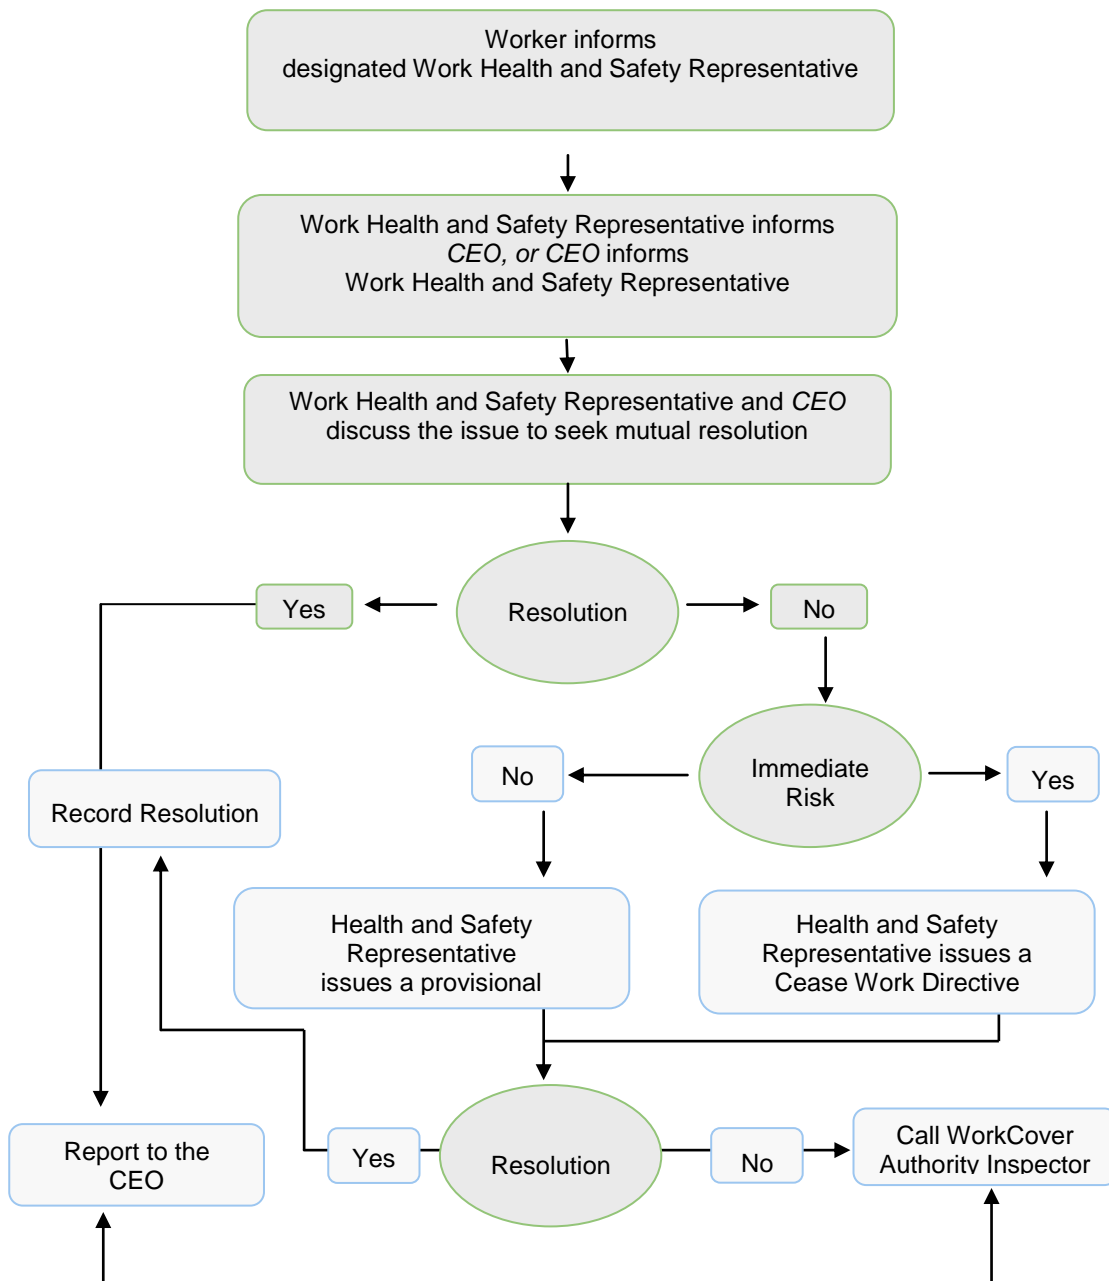 Worker informs
designated Work Health and Safety Representative
Work Health and Safety Representative informs
CEO, or CEO informs
Work Health and Safety Representative
Work Health and Safety Representative and CEO
discuss the issue to seek mutual resolution
Yes
Resolution
No
Immediate
Risk
No
Yes
Record Resolution
Health and Safety
Representative
issues a provisional
Health and Safety
Representative issues a
Cease Work Directive
Report to the
CEO
Yes
Resolution
No
Call WorkCover
Authority Inspector